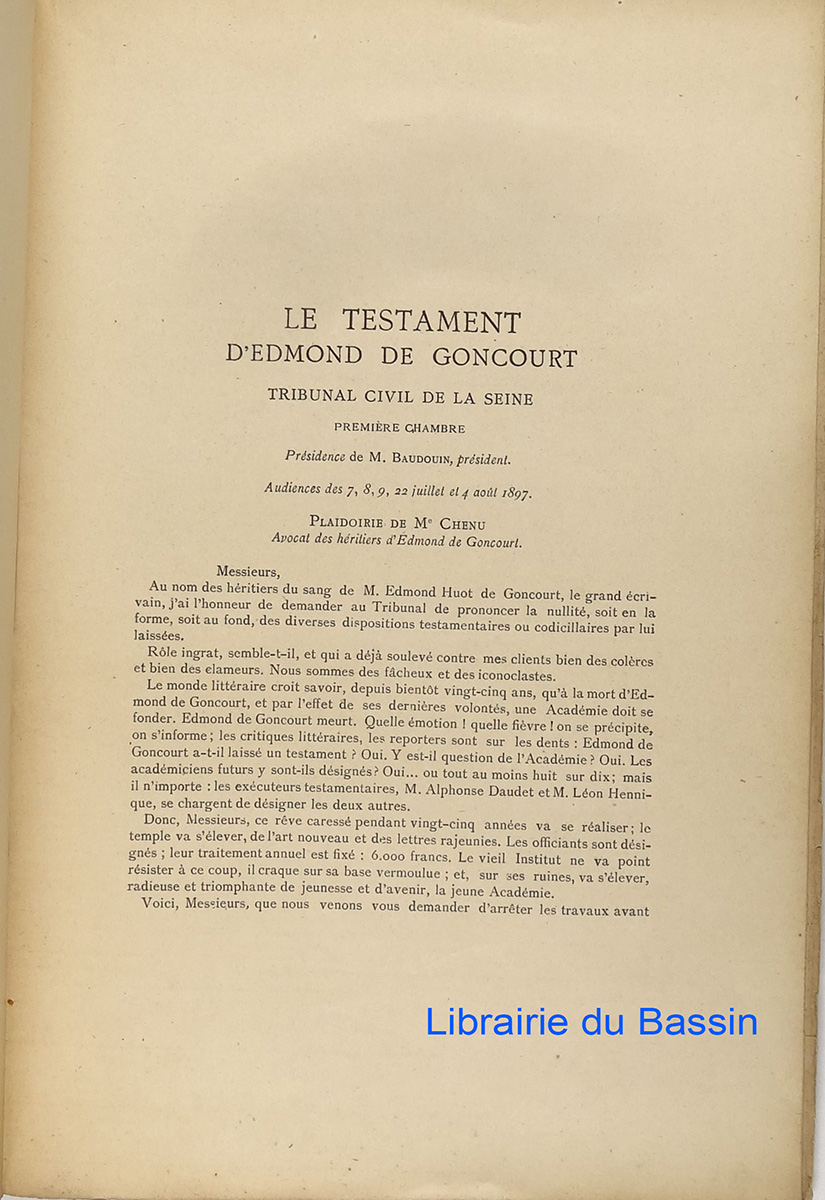 LE TESTAMENT
D'EDMOND DE GONCOURT
TRIBUNAL CIVIL DE LA SEINE
PREMIÈRE CHAMBRE
Présidence de M. BAUDOUIN, président.
Audiences des 7, 8, 9, 22 juillet et 4 août 1897.
PLAIDOIRIE DE Me CHENU
Avocat des héritiers d'Edmond de Goncourt.
Messieurs,
Au nom des héritiers du sang de M. Edmond Huot de Goncourt, le grand écri-
vain, j'ai l'honneur de demander au Tribunal de prononcer la nullité, soit en la
forme, soit au fond, des diverses dispositions testamentaires ou codicillaires par lui
laissées.
Rôle ingrat, semble-t-il, et qui a déjà soulevé contre mes clients bien des colères
et bien des clameurs. Nous sommes des fâcheux et des iconoclastes.
Le monde littéraire croit savoir, depuis bientôt vingt-cinq ans, qu'à la mort d'Ed-
mond de Goncourt, et par l'effet de ses dernières volontés, une Académie doit se
fonder. Edmond de Goncourt meurt. Quelle émotion ! quelle fièvre ! on se précipite,
on s'informe ; les critiques littéraires, les reporters sont sur les dents : Edmond de
Goncourt a-t-il laissé un testament ? Oui. Y est-il question de l'Académie ? Oui. Les
académiciens futurs y sont-ils désignés ? Oui... ou tout au moins huit sur dix ; mais
il n'importe : les exécuteurs testamentaires, M. Alphonse Daudet et M. Léon Henni-
que, se chargent de désigner les deux autres.
Donc, Messieurs, ce rêve caressé pendant vingt-cinq années va se réaliser ; le
temple va s'élever, de l'art nouveau et des lettres rajeunies. Les officiants sont dési-
gnés ; leur traitement annuel est fixé : 6.000 francs. Le vieil Institut ne va point
résister à ce coup, il craque sur sa base vermoulue ; et, sur ses ruines, va s'élever,
radieuse et triomphante de jeunesse et d'avenir, la jeune Académie.
Voici, Messieurs, que nous venons vous demander d'arrêter les travaux avant
Librairie du Bassin